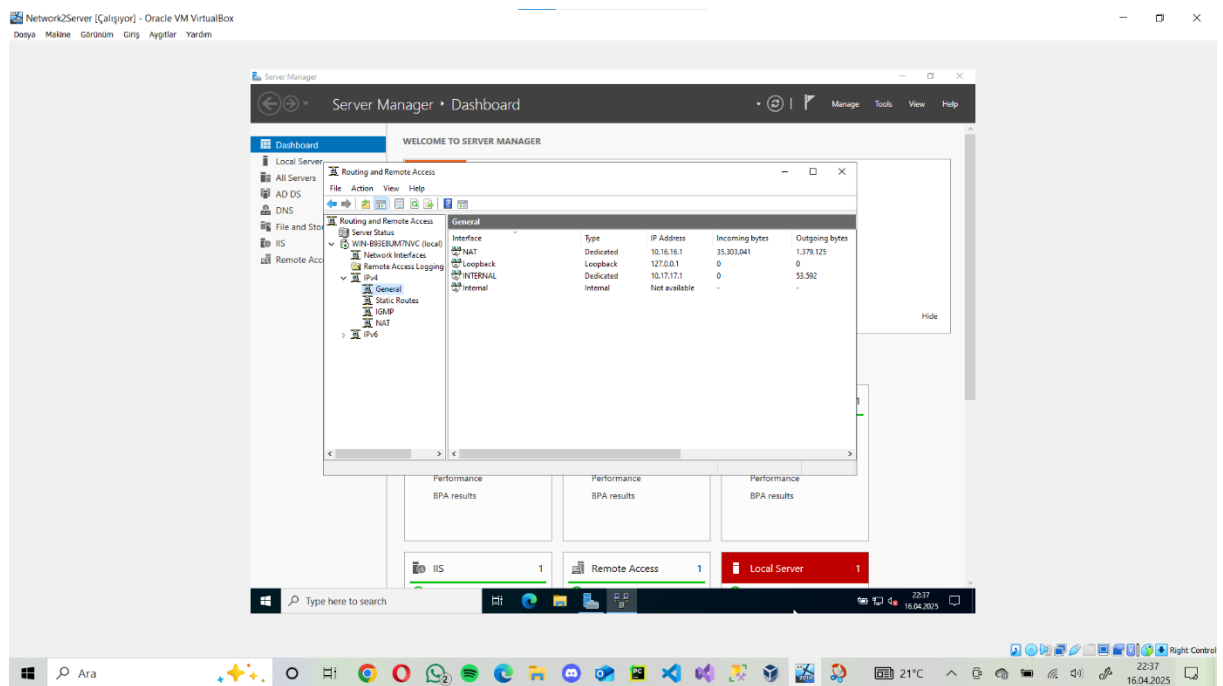 Network2Server [Çalışıyor] - Oracle VM VirtualBox
Dosya Makine Görünüm Giriş Aygıtlar Yardım
Server Manager
Server Manager • Dashboard
Manage Tools View Help
Dashboard
Local Server
All Servers
AD DS
DNS
File and Stor
IIS
Remote Acc
WELCOME TO SERVER MANAGER
Routing and Remote Access
File Action View Help
Routing and Remote Access
Server Status
WIN-B93E8UM7NVC (local)
Network Interfaces
Remote Access Logging
IPv4
General
Static Routes
IGMP
NAT
IPv6
General
Interface Type IP Address Incoming bytes Outgoing bytes
NAT Dedicated 10.16.16.1 35.303.041 1.379.125
Loopback Loopback 127.0.0.1 0 0
INTERNAL Dedicated 10.17.17.1 0 53.592
Internal Internal Not available - -
Hide
1
Performance Performance Performance
BPA results BPA results BPA results
IIS 1 Remote Access 1 Local Server 1
Type here to search
22:37
16.04.2025
Right Control
Ara
2
21°C
22:37
16.04.2025